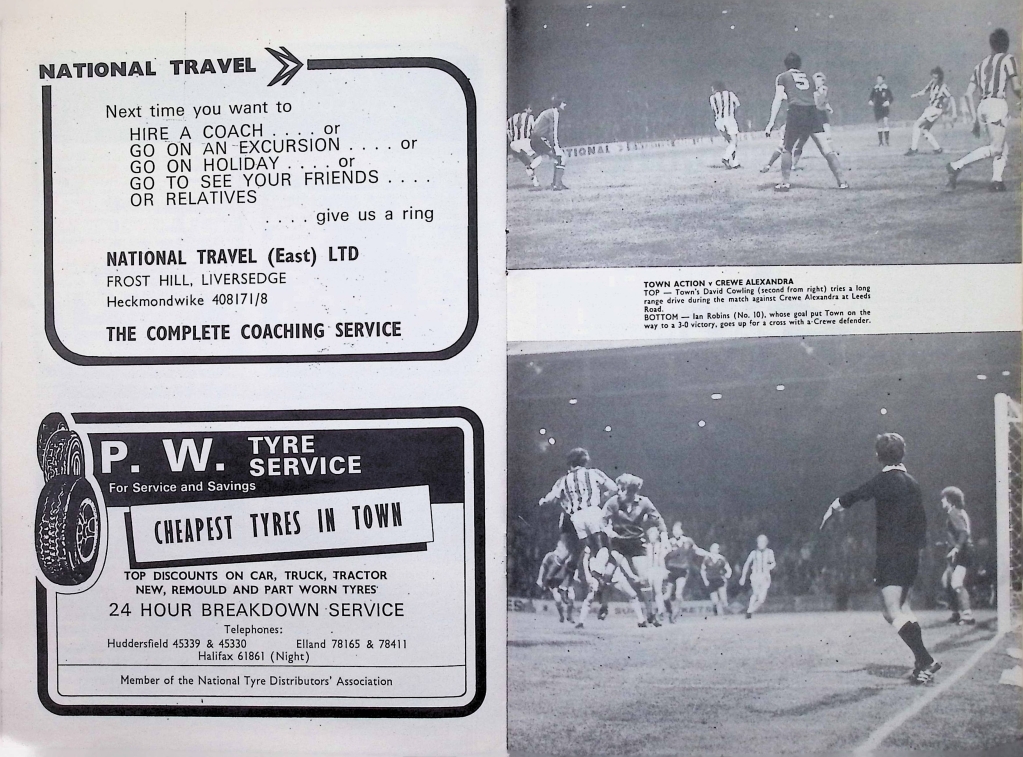 NATIONAL TRAVEL
Next time you want to
HIRE A COACH . . . . or
GO ON AN EXCURSION . . . . or
GO ON HOLIDAY . . . . or
GO TO SEE YOUR FRIENDS . . . .
OR RELATIVES
. . . . give us a ring
NATIONAL TRAVEL (East) LTD
FROST HILL, LIVERSEDGE
Heckmondwike 408171/8
THE COMPLETE COACHING SERVICE
P. W. TYRE
SERVICE
For Service and Savings
CHEAPEST TYRES IN TOWN
TOP DISCOUNTS ON CAR, TRUCK, TRACTOR
NEW, REMOULD AND PART WORN TYRES
24 HOUR BREAKDOWN SERVICE
Telephones:
Huddersfield 45339 & 45330 Elland 78165 & 78411
Halifax 61861 (Night)
Member of the National Tyre Distributors' Association
5
TOWN ACTION v CREWE ALEXANDRA
TOP — Town's David Cowling (second from right) tries a long
range drive during the match against Crewe Alexandra at Leeds
Road.
BOTTOM — Ian Robins (No. 10), whose goal put Town on the
way to a 3-0 victory, goes up for a cross with a Crewe defender.